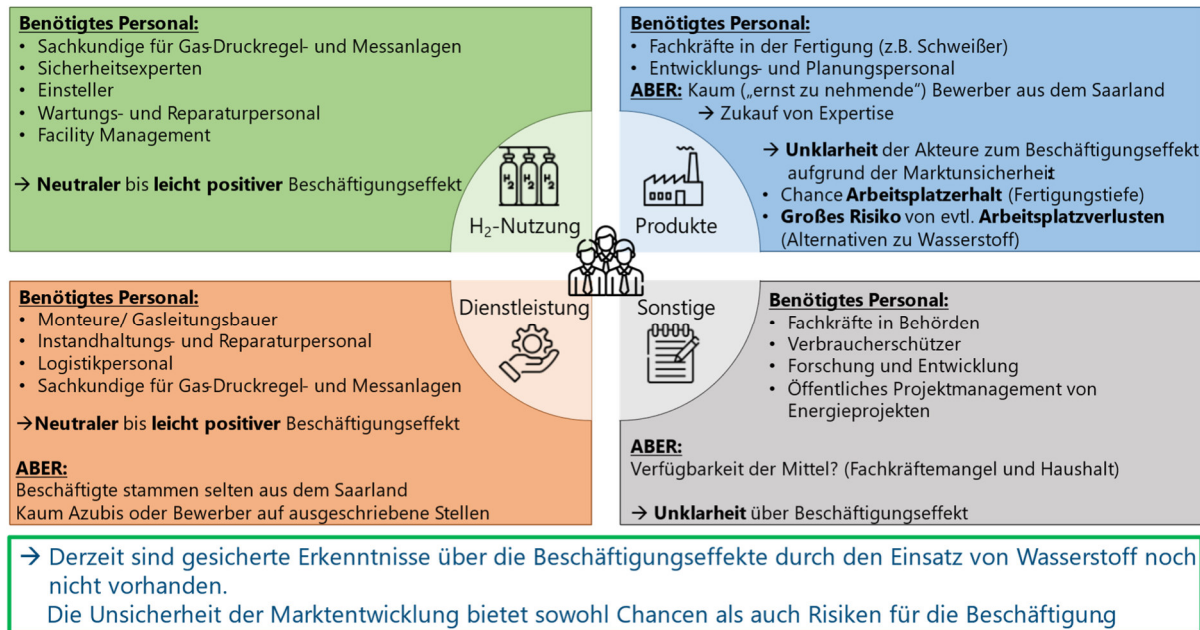 Benötigtes Personal:
• Sachkundige für Gas-Druckregel- und Messanlagen
• Sicherheitsexperten
• Einsteller
• Wartungs- und Reparaturpersonal
• Facility Management
→ Neutraler bis leicht positiver Beschäftigungseffekt
H2 H2 H2
H₂-Nutzung
Benötigtes Personal:
• Fachkräfte in der Fertigung (z.B. Schweißer)
• Entwicklungs- und Planungspersonal
ABER: Kaum („ernst zu nehmende“) Bewerber aus dem Saarland
→ Zukauf von Expertise
→ Unklarheit der Akteure zum Beschäftigungseffekt
aufgrund der Marktunsicherheit:
• Chance Arbeitsplatzerhalt (Fertigungstiefe)
• Großes Risiko von evtl. Arbeitsplatzverlusten
(Alternativen zu Wasserstoff)
Produkte
Benötigtes Personal:
• Monteure/ Gasleitungsbauer
• Instandhaltungs- und Reparaturpersonal
• Logistikpersonal
• Sachkundige für Gas-Druckregel- und Messanlagen
→Neutraler bis leicht positiver Beschäftigungseffekt
ABER:
Beschäftigte stammen selten aus dem Saarland
Kaum Azubis oder Bewerber auf ausgeschriebene Stellen
Dienstleistung
Sonstige
Benötigtes Personal:
• Fachkräfte in Behörden
• Verbraucherschützer
• Forschung und Entwicklung
• Öffentliches Projektmanagement von
Energieprojekten
ABER:
Verfügbarkeit der Mittel? (Fachkräftemangel und Haushalt)
→ Unklarheit über Beschäftigungseffekt
→ Derzeit sind gesicherte Erkenntnisse über die Beschäftigungseffekte durch den Einsatz von Wasserstoff noch
nicht vorhanden.
Die Unsicherheit der Marktentwicklung bietet sowohl Chancen als auch Risiken für die Beschäftigung.